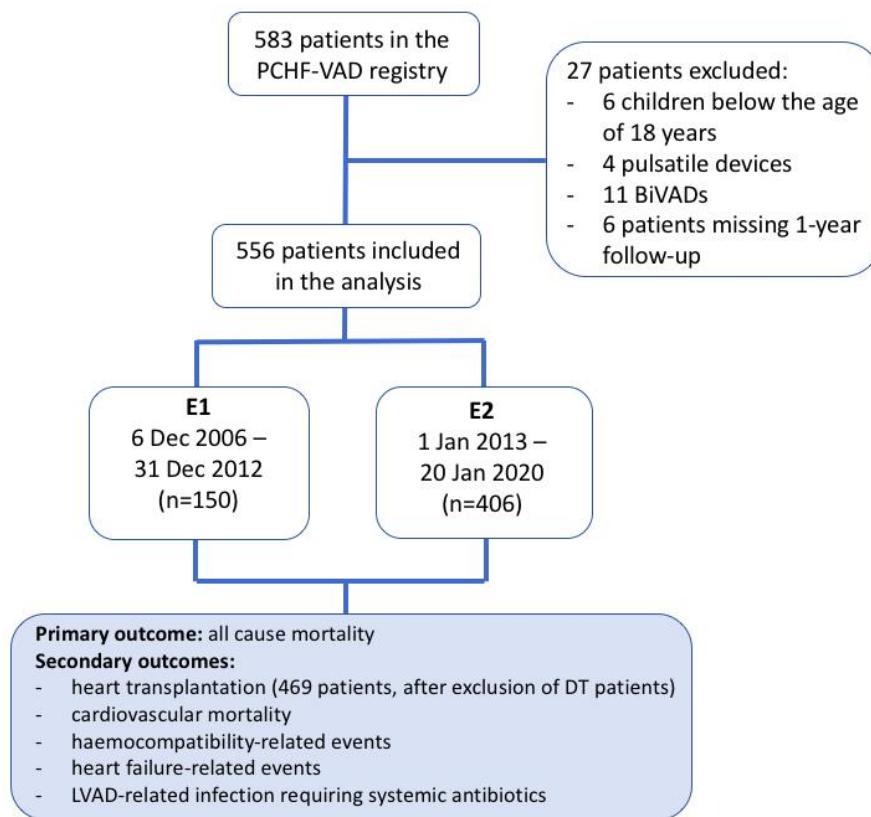 583 patients in the
PCHF-VAD registry
27 patients excluded:
- 6 children below the age
of 18 years
- 4 pulsatile devices
- 11 BiVADs
- 6 patients missing 1-year
follow-up
556 patients included
in the analysis
E1
6 Dec 2006 –
31 Dec 2012
(n=150)
E2
1 Jan 2013 –
20 Jan 2020
(n=406)
Primary outcome: all cause mortality
Secondary outcomes:
- heart transplantation (469 patients, after exclusion of DT patients)
- cardiovascular mortality
- haemocompatibility-related events
- heart failure-related events
- LVAD-related infection requiring systemic antibiotics